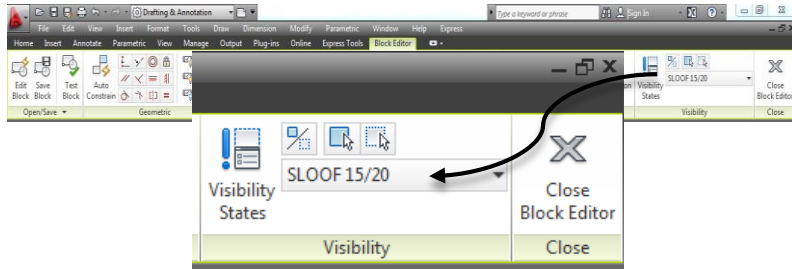 Drafting & Annotation
Type a keyword or phrase
Sign In
File Edit View Insert Format Tools Draw Dimension Modify Parametric Window Help Express
Home Insert Annotate Parametric View Manage Output Plug-ins Online Express Tools Block Editor
Edit Block
Save Block
Test Block
Auto Constrain
Open/Save
Geometric
Visibility States
SLOOF 15/20
Visibility
Close Block Editor
Close
SLOOF 15/20
Visibility
States
Close
Block Editor
Visibility
Close